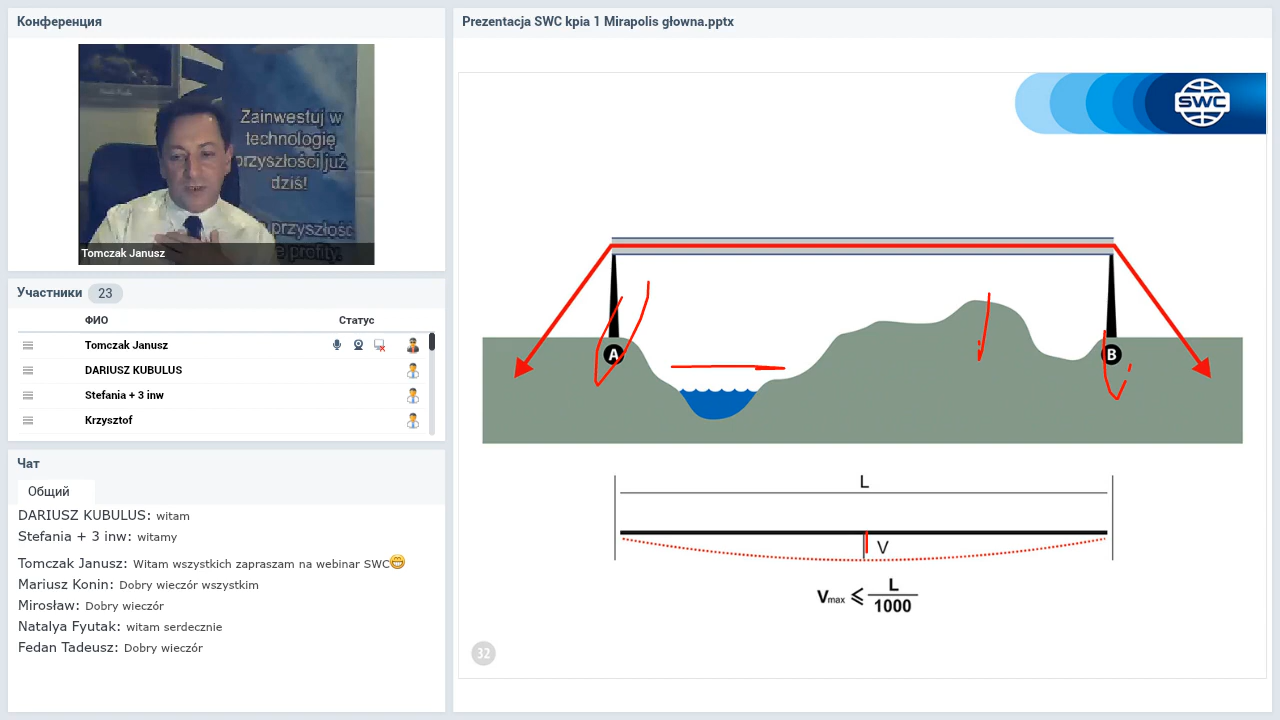 Конференция
Zainwestuj w
technologię
przyszłości już
dziś!
przyszłość
profity.
Tomczak Janusz
Участники 23
ФИО Статус
Tomczak Janusz
DARIUSZ KUBULUS
Stefania + 3 inw
Krzysztof
Чат
Общий
DARIUSZ KUBULUS: witam
Stefania + 3 inw: witamy
Tomczak Janusz: Witam wszystkich zapraszam na webinar SWC
Mariusz Konin: Dobry wieczór wszystkim
Mirosław: Dobry wieczór
Natalya Fyutak: witam serdecznie
Fedan Tadeusz: Dobry wieczór
Prezentacja SWC kpia 1 Mirapolis głowna.pptx
SWC
A
B
L
V
Vmax ⩽ L
1000
32